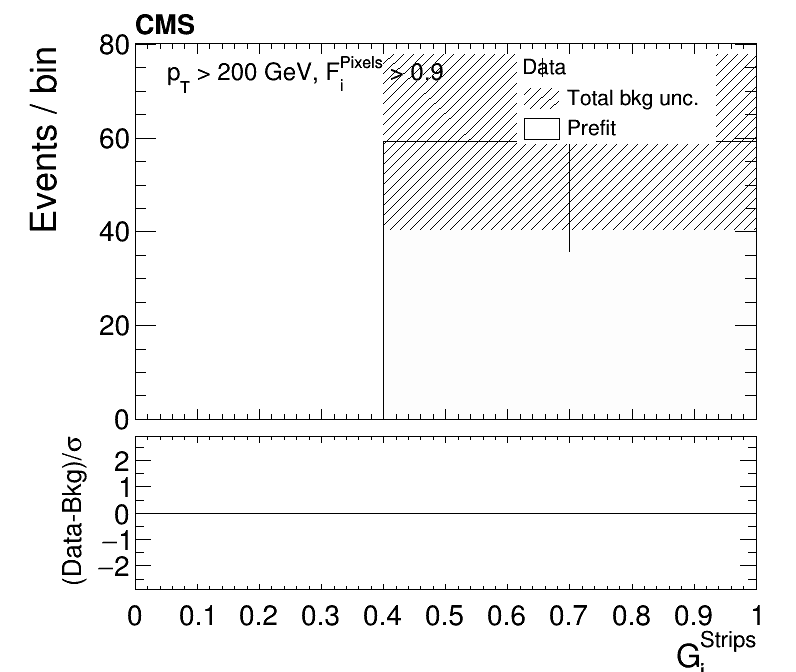 CMS
Events / bin
80
60
40
20
0
p_T > 200 GeV, F_i^Pixels > 0.9
Data
Total bkg unc.
Prefit
(Data-Bkg)/σ
2
1
0
−1
−2
0 0.1 0.2 0.3 0.4 0.5 0.6 0.7 0.8 0.9 1
G_i^Strips